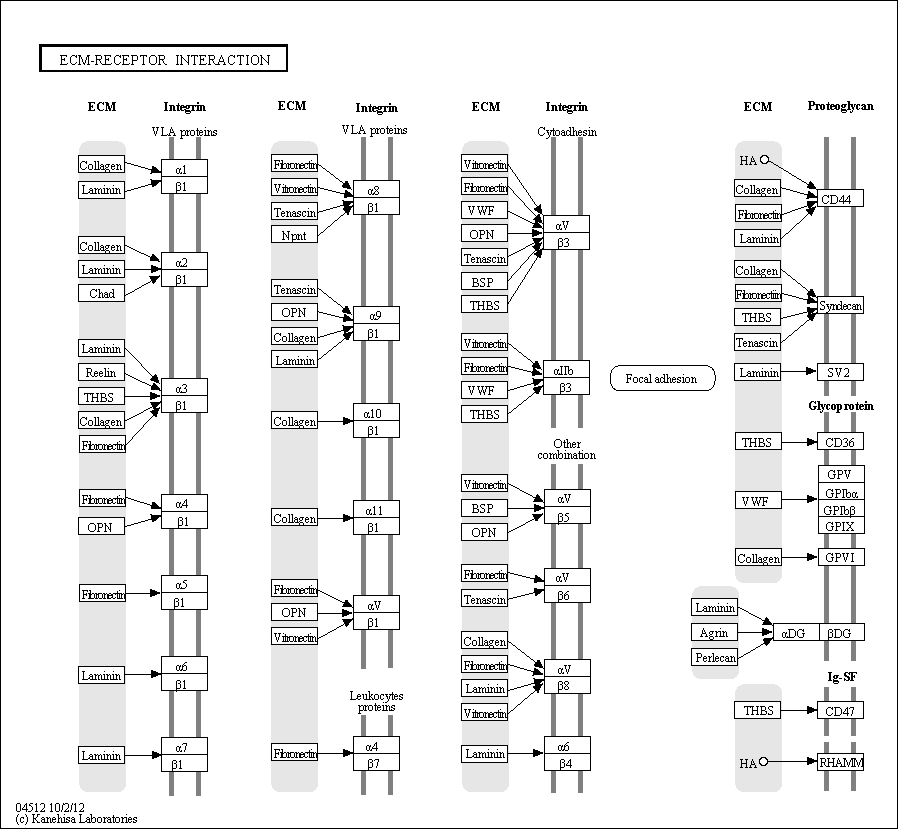 ECM-RECEPTOR INTERACTION
ECM
Integrin
VLA proteins
Collagen
Laminin
α1
β1
Collagen
Laminin
Chad
α2
β1
Laminin
Reelin
THBS
Collagen
Fibronectin
α3
β1
Fibronectin
OPN
α4
β1
Fibronectin
α5
β1
Laminin
α6
β1
Laminin
α7
β1
ECM
Integrin
VLA proteins
Fibronectin
Vitronectin
Tenascin
Npnt
α8
β1
Tenascin
OPN
Collagen
Laminin
α9
β1
Collagen
α10
β1
Collagen
α11
β1
Fibronectin
OPN
Vitronectin
αV
β1
Leukocytes
proteins
Fibronectin
α4
β7
ECM
Integrin
Cytoadhesin
Vitronectin
Fibronectin
VWF
OPN
Tenascin
BSP
THBS
αV
β3
Vitronectin
Fibronectin
VWF
THBS
αIIb
β3
Other
combination
Vitronectin
BSP
OPN
αV
β5
Fibronectin
Tenascin
αV
β6
Collagen
Fibronectin
Laminin
Vitronectin
αV
β8
Laminin
α6
β4
Focal adhesion
ECM
Proteoglycan
HA
Collagen
Fibronectin
Laminin
CD44
Collagen
Fibronectin
THBS
Tenascin
Syndecan
Laminin
SV2
Glycoprotein
THBS
CD36
VWF
GPV
GPIbα
GPIbβ
GPIX
Collagen
GPVI
Laminin
Agrin
Perlecan
αDG
βDG
Ig-SF
THBS
CD47
HA
RHAMM
04512 10/2/12
(c) Kanehisa Laboratories